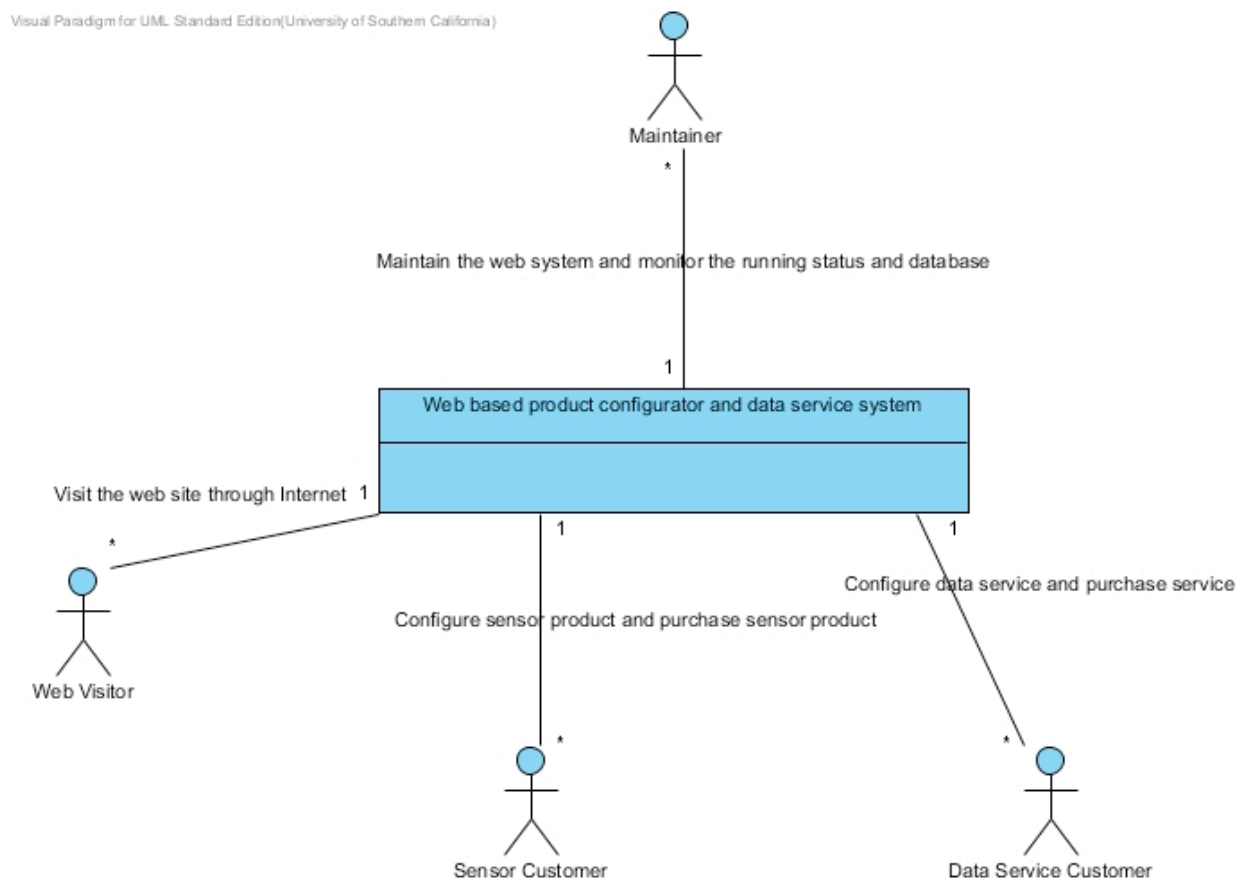 Visual Paradigm for UML Standard Edition(University of Southern California)
Maintainer
*
Maintain the web system and monitor the running status and database
1
Web based product configurator and data service system
Visit the web site through Internet 1
*
1
1
Configure data service and purchase service
Configure sensor product and purchase sensor product
Web Visitor
*
*
Sensor Customer
Data Service Customer